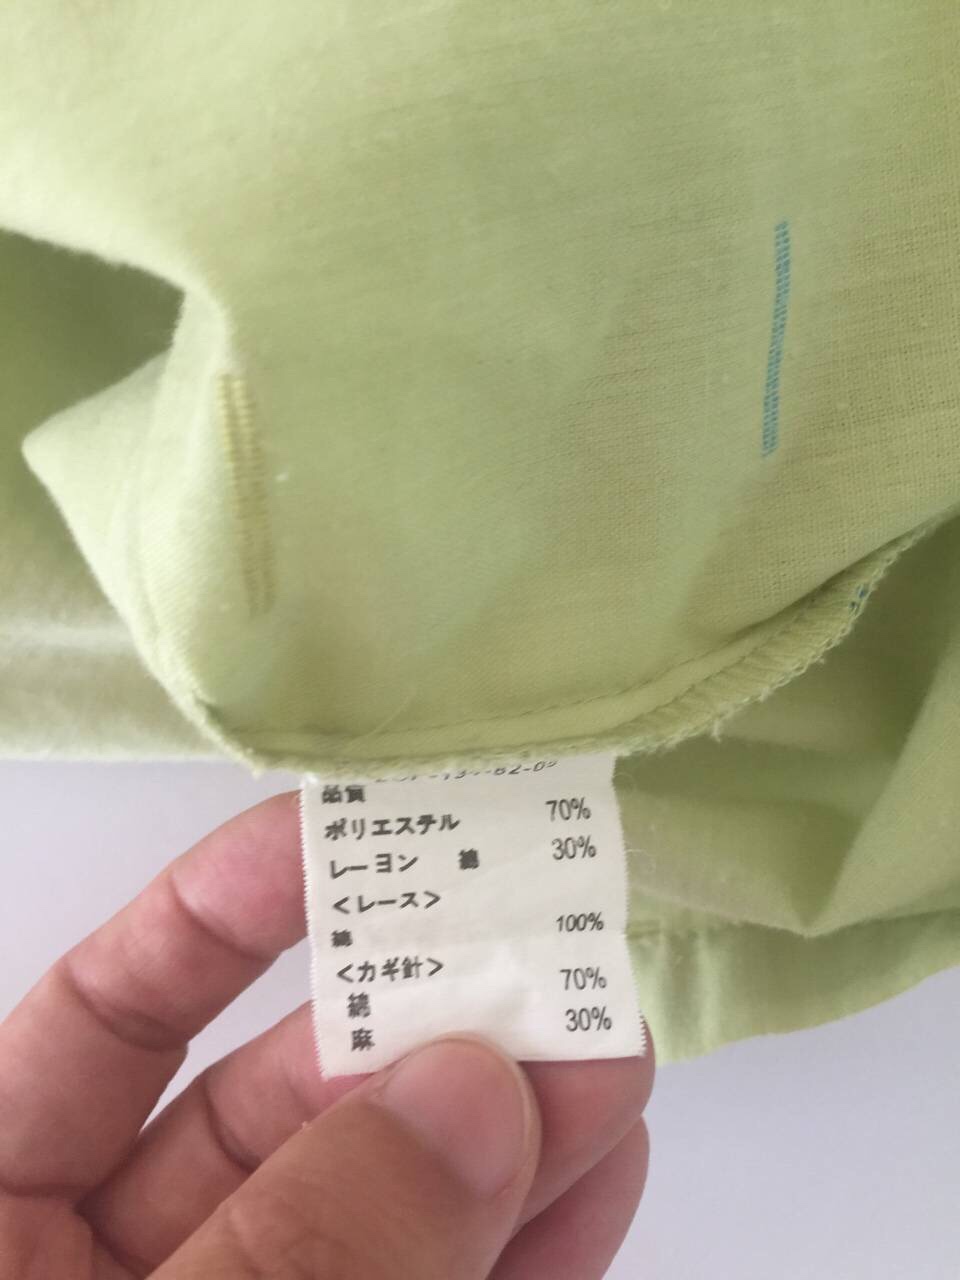 品質
ポリエステル 70%
レーヨン 綿 30%
<レース>
綿 100%
<カギ針>
綿 70%
麻 30%